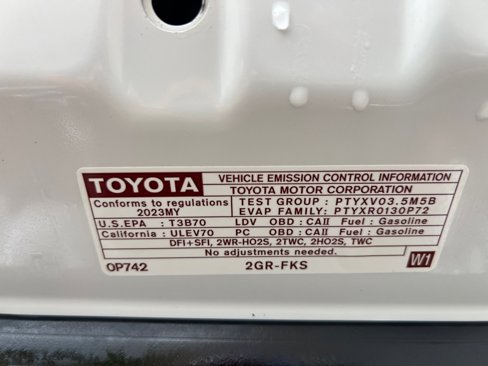 TOYOTA
VEHICLE EMISSION CONTROL INFORMATION
TOYOTA MOTOR CORPORATION
Conforms to regulations
2023MY
TEST GROUP : PTYXV03.5M5B
EVAP FAMILY: PTYXR0130P72
U.S.EPA : T3B70 LDV OBD : CAII Fuel : Gasoline
California : ULEV70 PC OBD : CAII Fuel : Gasoline
DFI+SFI, 2WR-HO2S, 2TWC, 2HO2S, TWC
No adjustments needed.
0P742 2GR-FKS W1